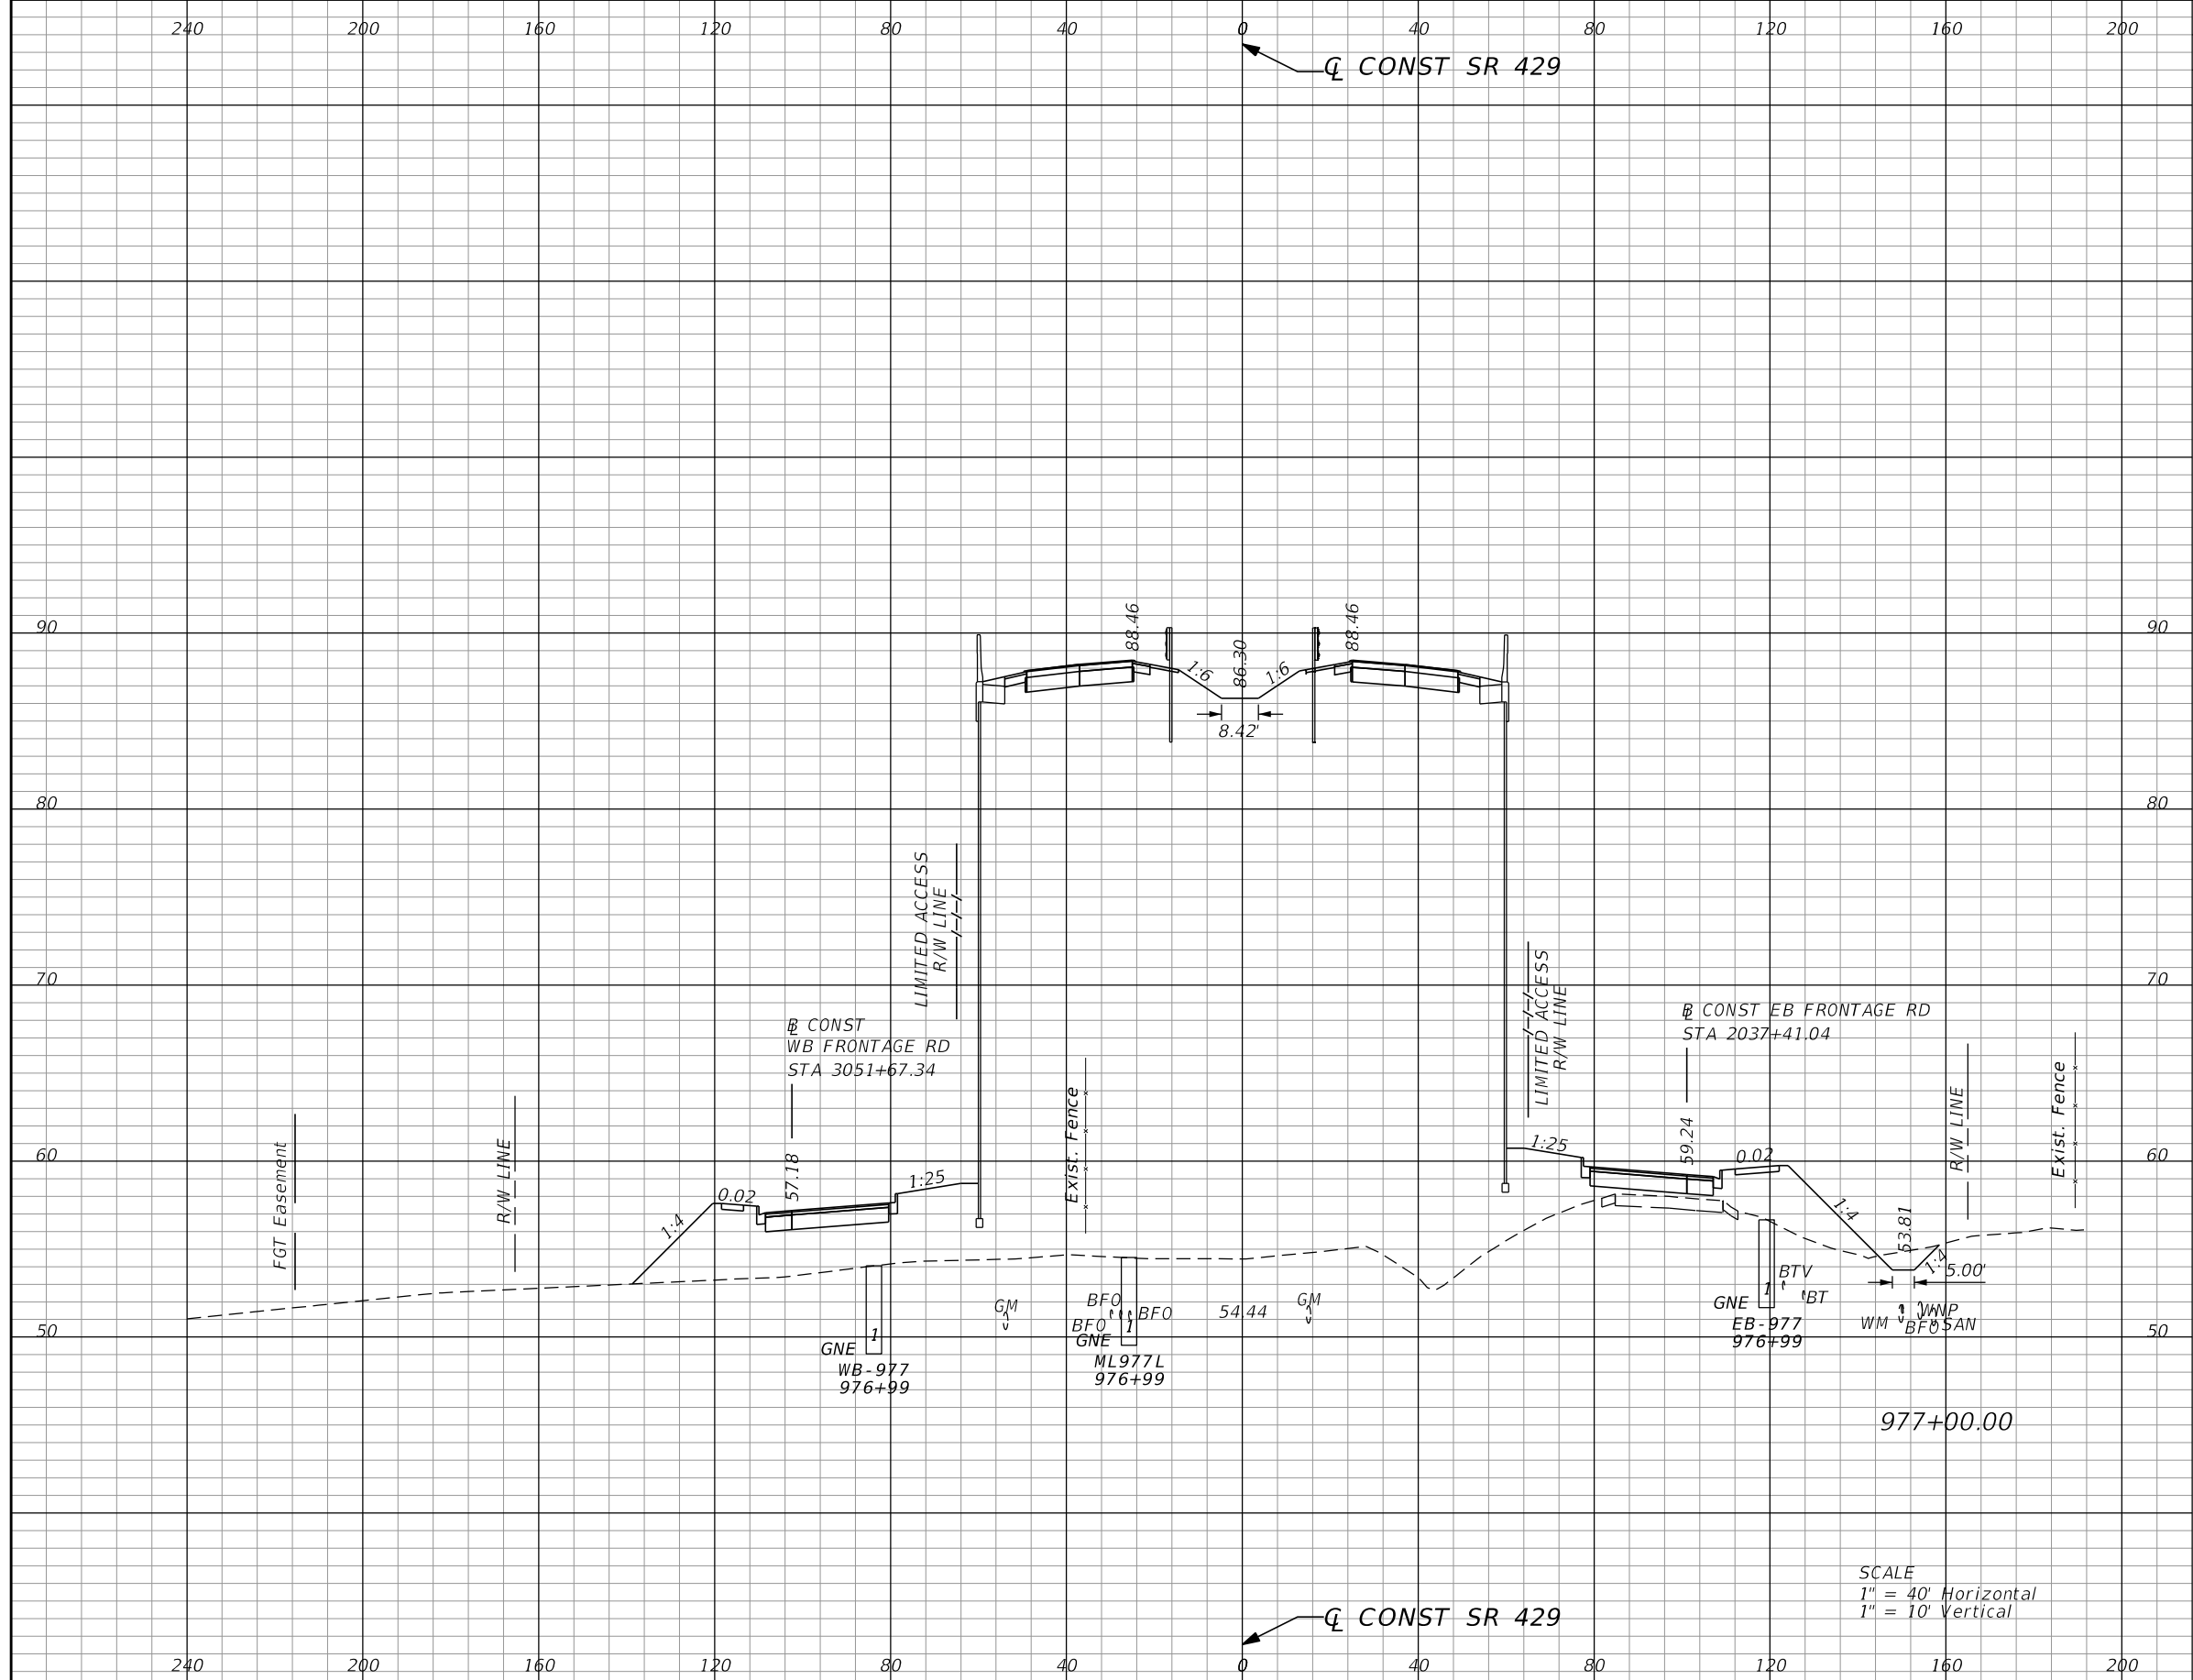 240 200 160 120 80 40 0 40 80 120 160 200
CL CONST SR 429
90 90
88.46
86.30
88.46
1:6
1:6
8.42'
80 80
LIMITED ACCESS
R/W LINE
70 70
LIMITED ACCESS
R/W LINE
BL CONST
WB FRONTAGE RD
STA 3051+67.34
BL CONST EB FRONTAGE RD
STA 2037+41.04
FGT Easement
R/W LINE
Exist. Fence
R/W LINE
Exist. Fence
60 60
1:4
0.02
57.18
1:25
1:25
59.24
0.02
1:4
53.81
1:4
5.00'
GM
BFO
BFO
BFO
54.44
GM
BTV
BT
WM
BFO
WNP
SAN
50 50
GNE
1
WB-977
976+99
GNE
1
ML977L
976+99
GNE
1
EB-977
976+99
977+00.00
SCALE
1" = 40' Horizontal
1" = 10' Vertical
CL CONST SR 429
240 200 160 120 80 40 0 40 80 120 160 200